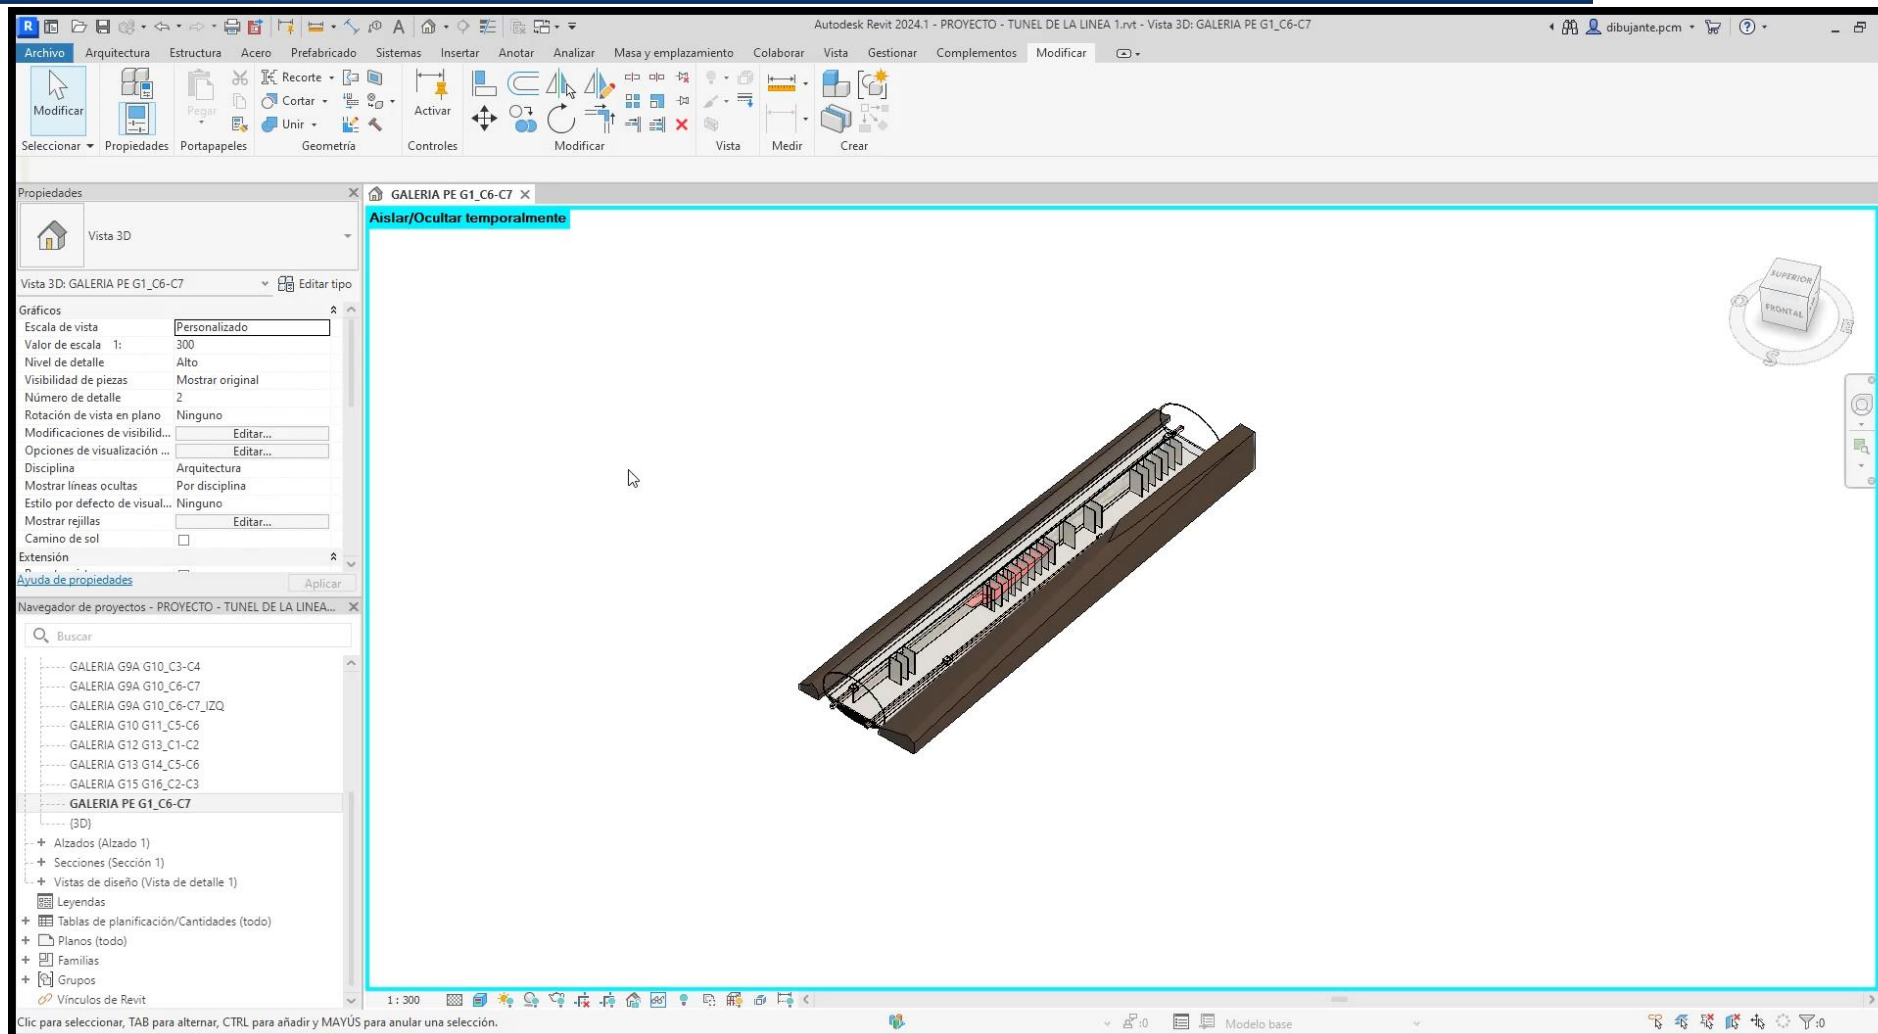 Autodesk Revit 2024.1 - PROYECTO - TUNEL DE LA LINEA 1.rvt - Vista 3D: GALERIA PE G1_C6-C7
dibujante.pcm
Archivo Arquitectura Estructura Acero Prefabricado Sistemas Insertar Anotar Analizar Masa y emplazamiento Colaborar Vista Gestionar Complementos Modificar
Modificar
Pegar
Recorte
Cortar
Unir
Activar
Seleccionar Propiedades Portapapeles Geometría Controles Modificar Vista Medir Crear
Propiedades
GALERIA PE G1_C6-C7
Aislar/Ocultar temporalmente
Vista 3D
Vista 3D: GALERIA PE G1_C6-C7 Editar tipo
Gráficos
Escala de vista Personalizado
Valor de escala 1: 300
Nivel de detalle Alto
Visibilidad de piezas Mostrar original
Número de detalle 2
Rotación de vista en plano Ninguno
Modificaciones de visibilid... Editar...
Opciones de visualización ... Editar...
Disciplina Arquitectura
Mostrar líneas ocultas Por disciplina
Estilo por defecto de visual... Ninguno
Mostrar rejillas Editar...
Camino de sol
Extensión
Ayuda de propiedades Aplicar
Navegador de proyectos - PROYECTO - TUNEL DE LA LINEA...
Buscar
GALERIA G9A G10_C3-C4
GALERIA G9A G10_C6-C7
GALERIA G9A G10_C6-C7_IZQ
GALERIA G10 G11_C5-C6
GALERIA G12 G13_C1-C2
GALERIA G13 G14_C5-C6
GALERIA G15 G16_C2-C3
GALERIA PE G1_C6-C7
{3D}
Alzados (Alzado 1)
Secciones (Sección 1)
Vistas de diseño (Vista de detalle 1)
Leyendas
Tablas de planificación/Cantidades (todo)
Planos (todo)
Familias
Grupos
Vínculos de Revit
SUPERIOR
FRONTAL
S
1 : 300
Clic para seleccionar, TAB para alternar, CTRL para añadir y MAYÚS para anular una selección.
:0
Modelo base
:0